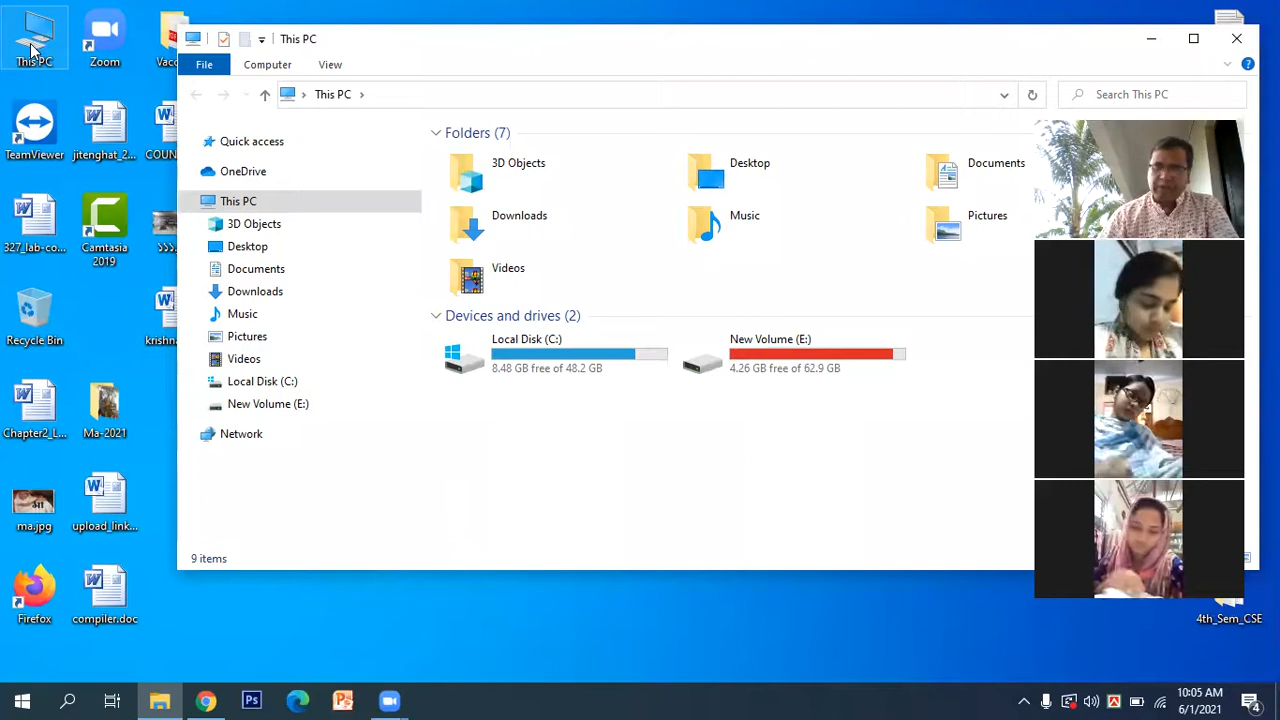 This PC
Zoom
TeamViewer
jitenghat_2...
327_lab-co...
Camtasia
2019
Recycle Bin
krishna
Chapter2_L...
Ma-2021
ma.jpg
upload_link...
Firefox
compiler.doc
4th_Sem_CSE
This PC
File
Computer
View
This PC
Search This PC
Quick access
OneDrive
This PC
3D Objects
Desktop
Documents
Downloads
Music
Pictures
Videos
Local Disk (C:)
New Volume (E:)
Network
Folders (7)
3D Objects
Desktop
Documents
Downloads
Music
Pictures
Videos
Devices and drives (2)
Local Disk (C:)
8.48 GB free of 48.2 GB
New Volume (E:)
4.26 GB free of 62.9 GB
9 items
10:05 AM
6/1/2021
4